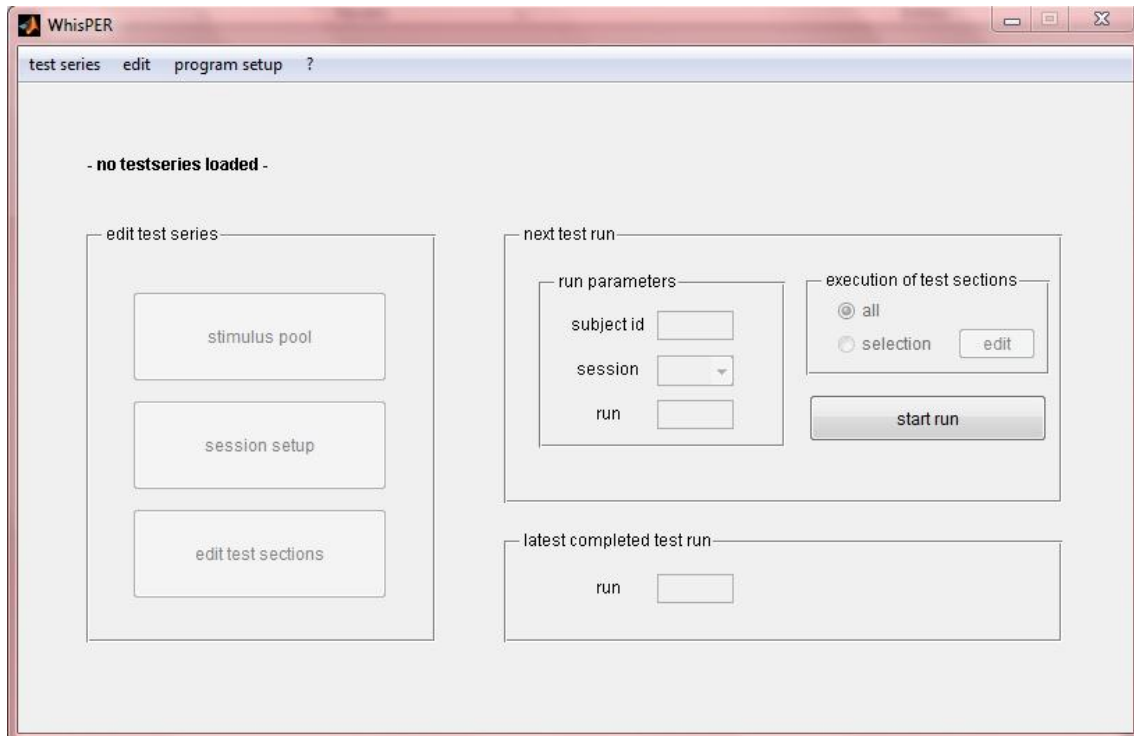 WhisPER
test series edit program setup ?
- no testseries loaded -
edit test series
stimulus pool
session setup
edit test sections
next test run
run parameters
subject id
session
run
execution of test sections
all
selection edit
start run
latest completed test run
run